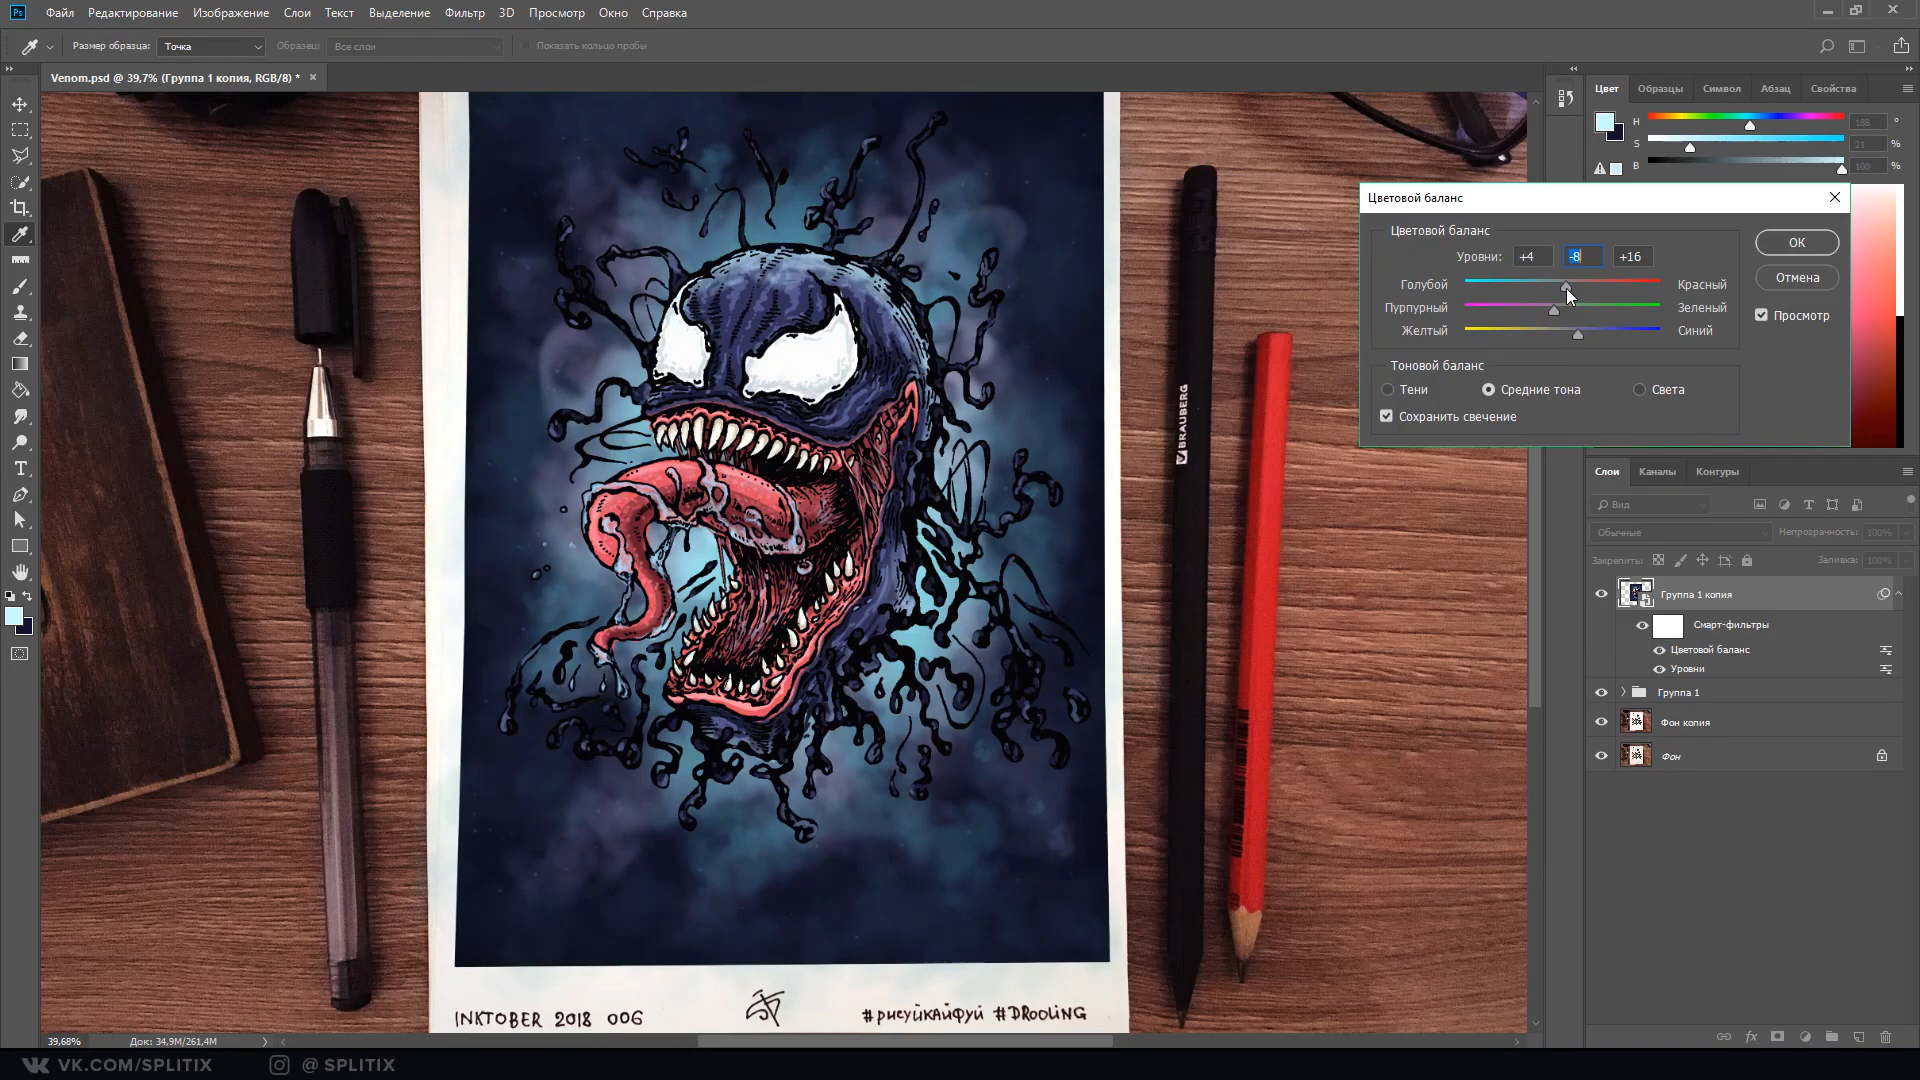 Ps Файл Редактирование Изображение Слои Текст Выделение Фильтр 3D Просмотр Окно Справка
Размер образца: Точка Образец: Все слои Показать кольцо пробы
Venom.psd @ 39,7% (Группа 1 копия, RGB/8) * ×
Цвет Образцы Символ Абзац Свойства
H 188 °
S 21 %
B 100 %
Цветовой баланс
Цветовой баланс
Уровни: +4 -8 +16
Голубой Красный
Пурпурный Зеленый
Желтый Синий
OK
Отмена
Просмотр
Тоновой баланс
Тени Средние тона Света
Сохранить свечение
BRAUBERG
Слои Каналы Контуры
Вид
Обычные Непрозрачность: 100%
Закрепить: Заливка: 100%
Группа 1 копия
Смарт-фильтры
Цветовой баланс
Уровни
Группа 1
Фон копия
Фон
INKTOBER 2018 006 #рисуйкайфуй #DROOLING
39,68% Док: 34,9M/261,4M
VK.COM/SPLITIX @ SPLITIX